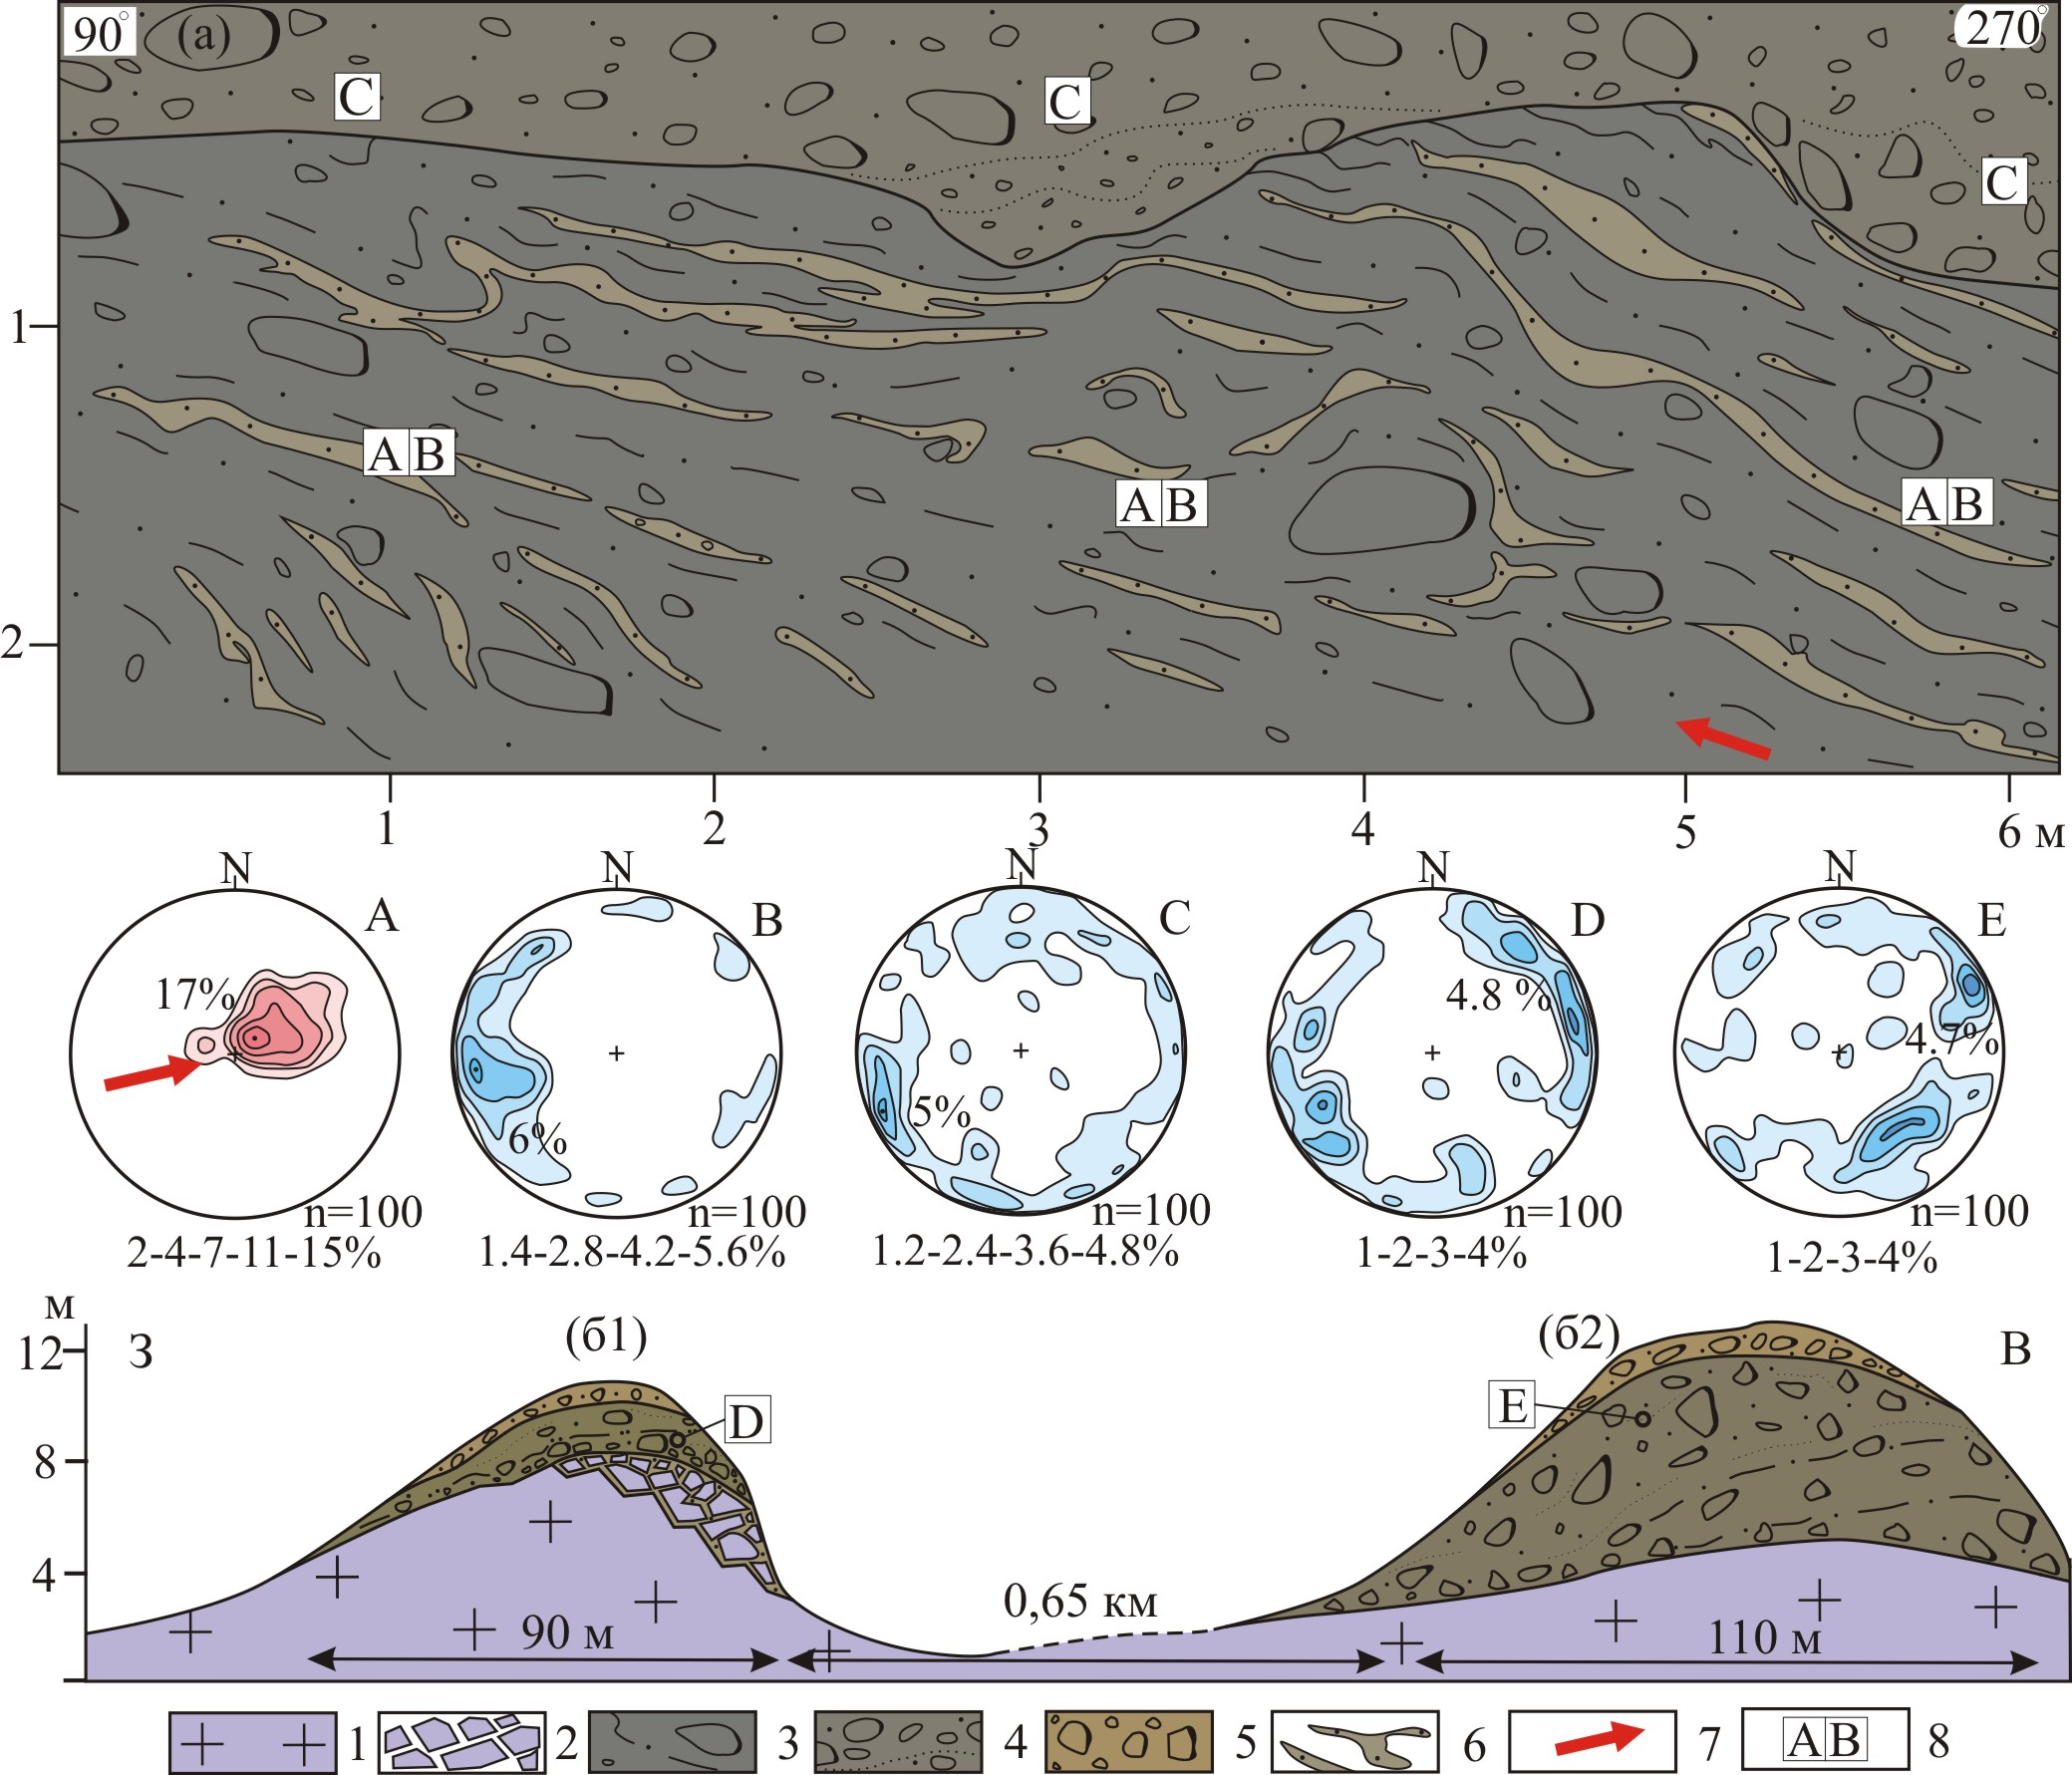 90° (а) 270°
C C C
1
A B A B A B
2
1 2 3 4 5 6 м
N N N N N
A B C D E
17% 6% 5% 4.8 % 4.7%
n=100 n=100 n=100 n=100 n=100
2-4-7-11-15% 1.4-2.8-4.2-5.6% 1.2-2.4-3.6-4.8% 1-2-3-4% 1-2-3-4%
м
12 З (б1) (б2) В
D E
8
4
90 м 0,65 км 110 м
1 2 3 4 5 6 7 A B 8